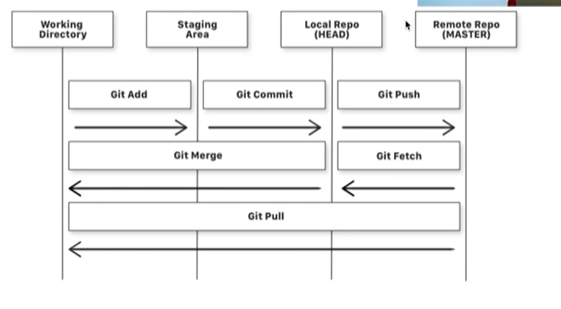 Working
Directory
Staging
Area
Local Repo
(HEAD)
Remote Repo
(MASTER)
Git Add
Git Commit
Git Push
Git Merge
Git Fetch
Git Pull